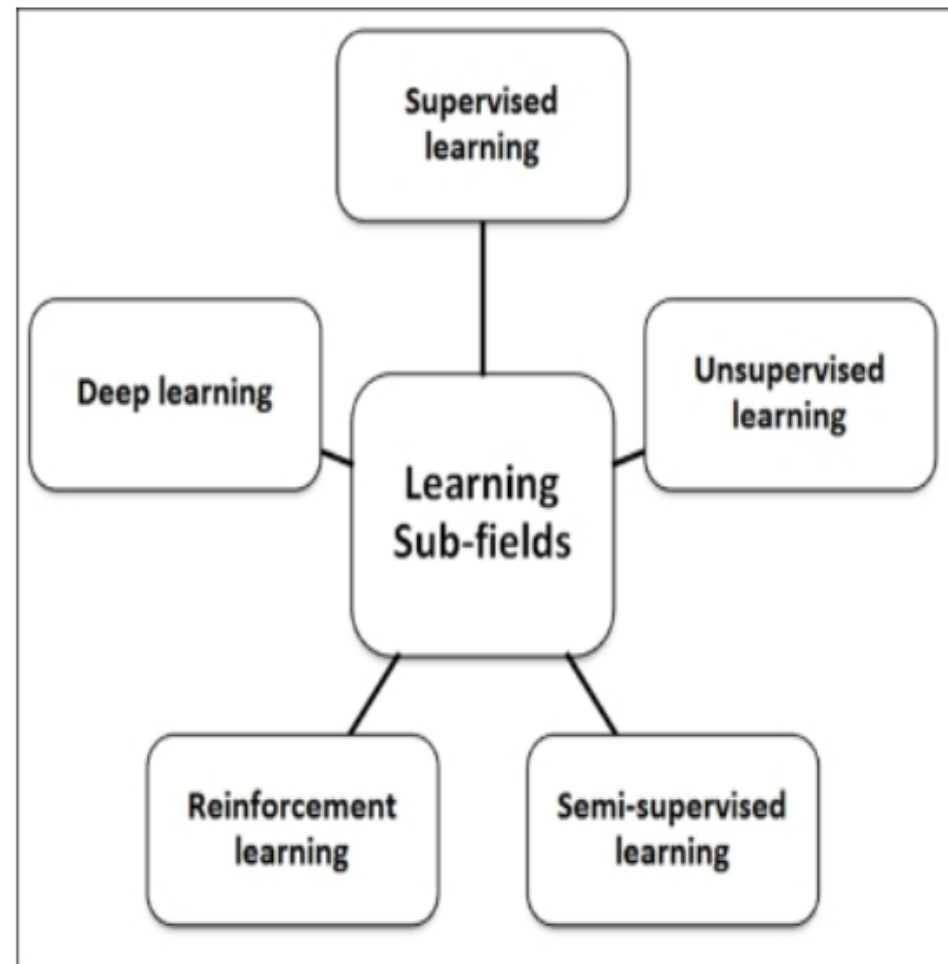 Supervised
learning
Deep learning
Unsupervised
learning
Learning
Sub-fields
Reinforcement
learning
Semi-supervised
learning